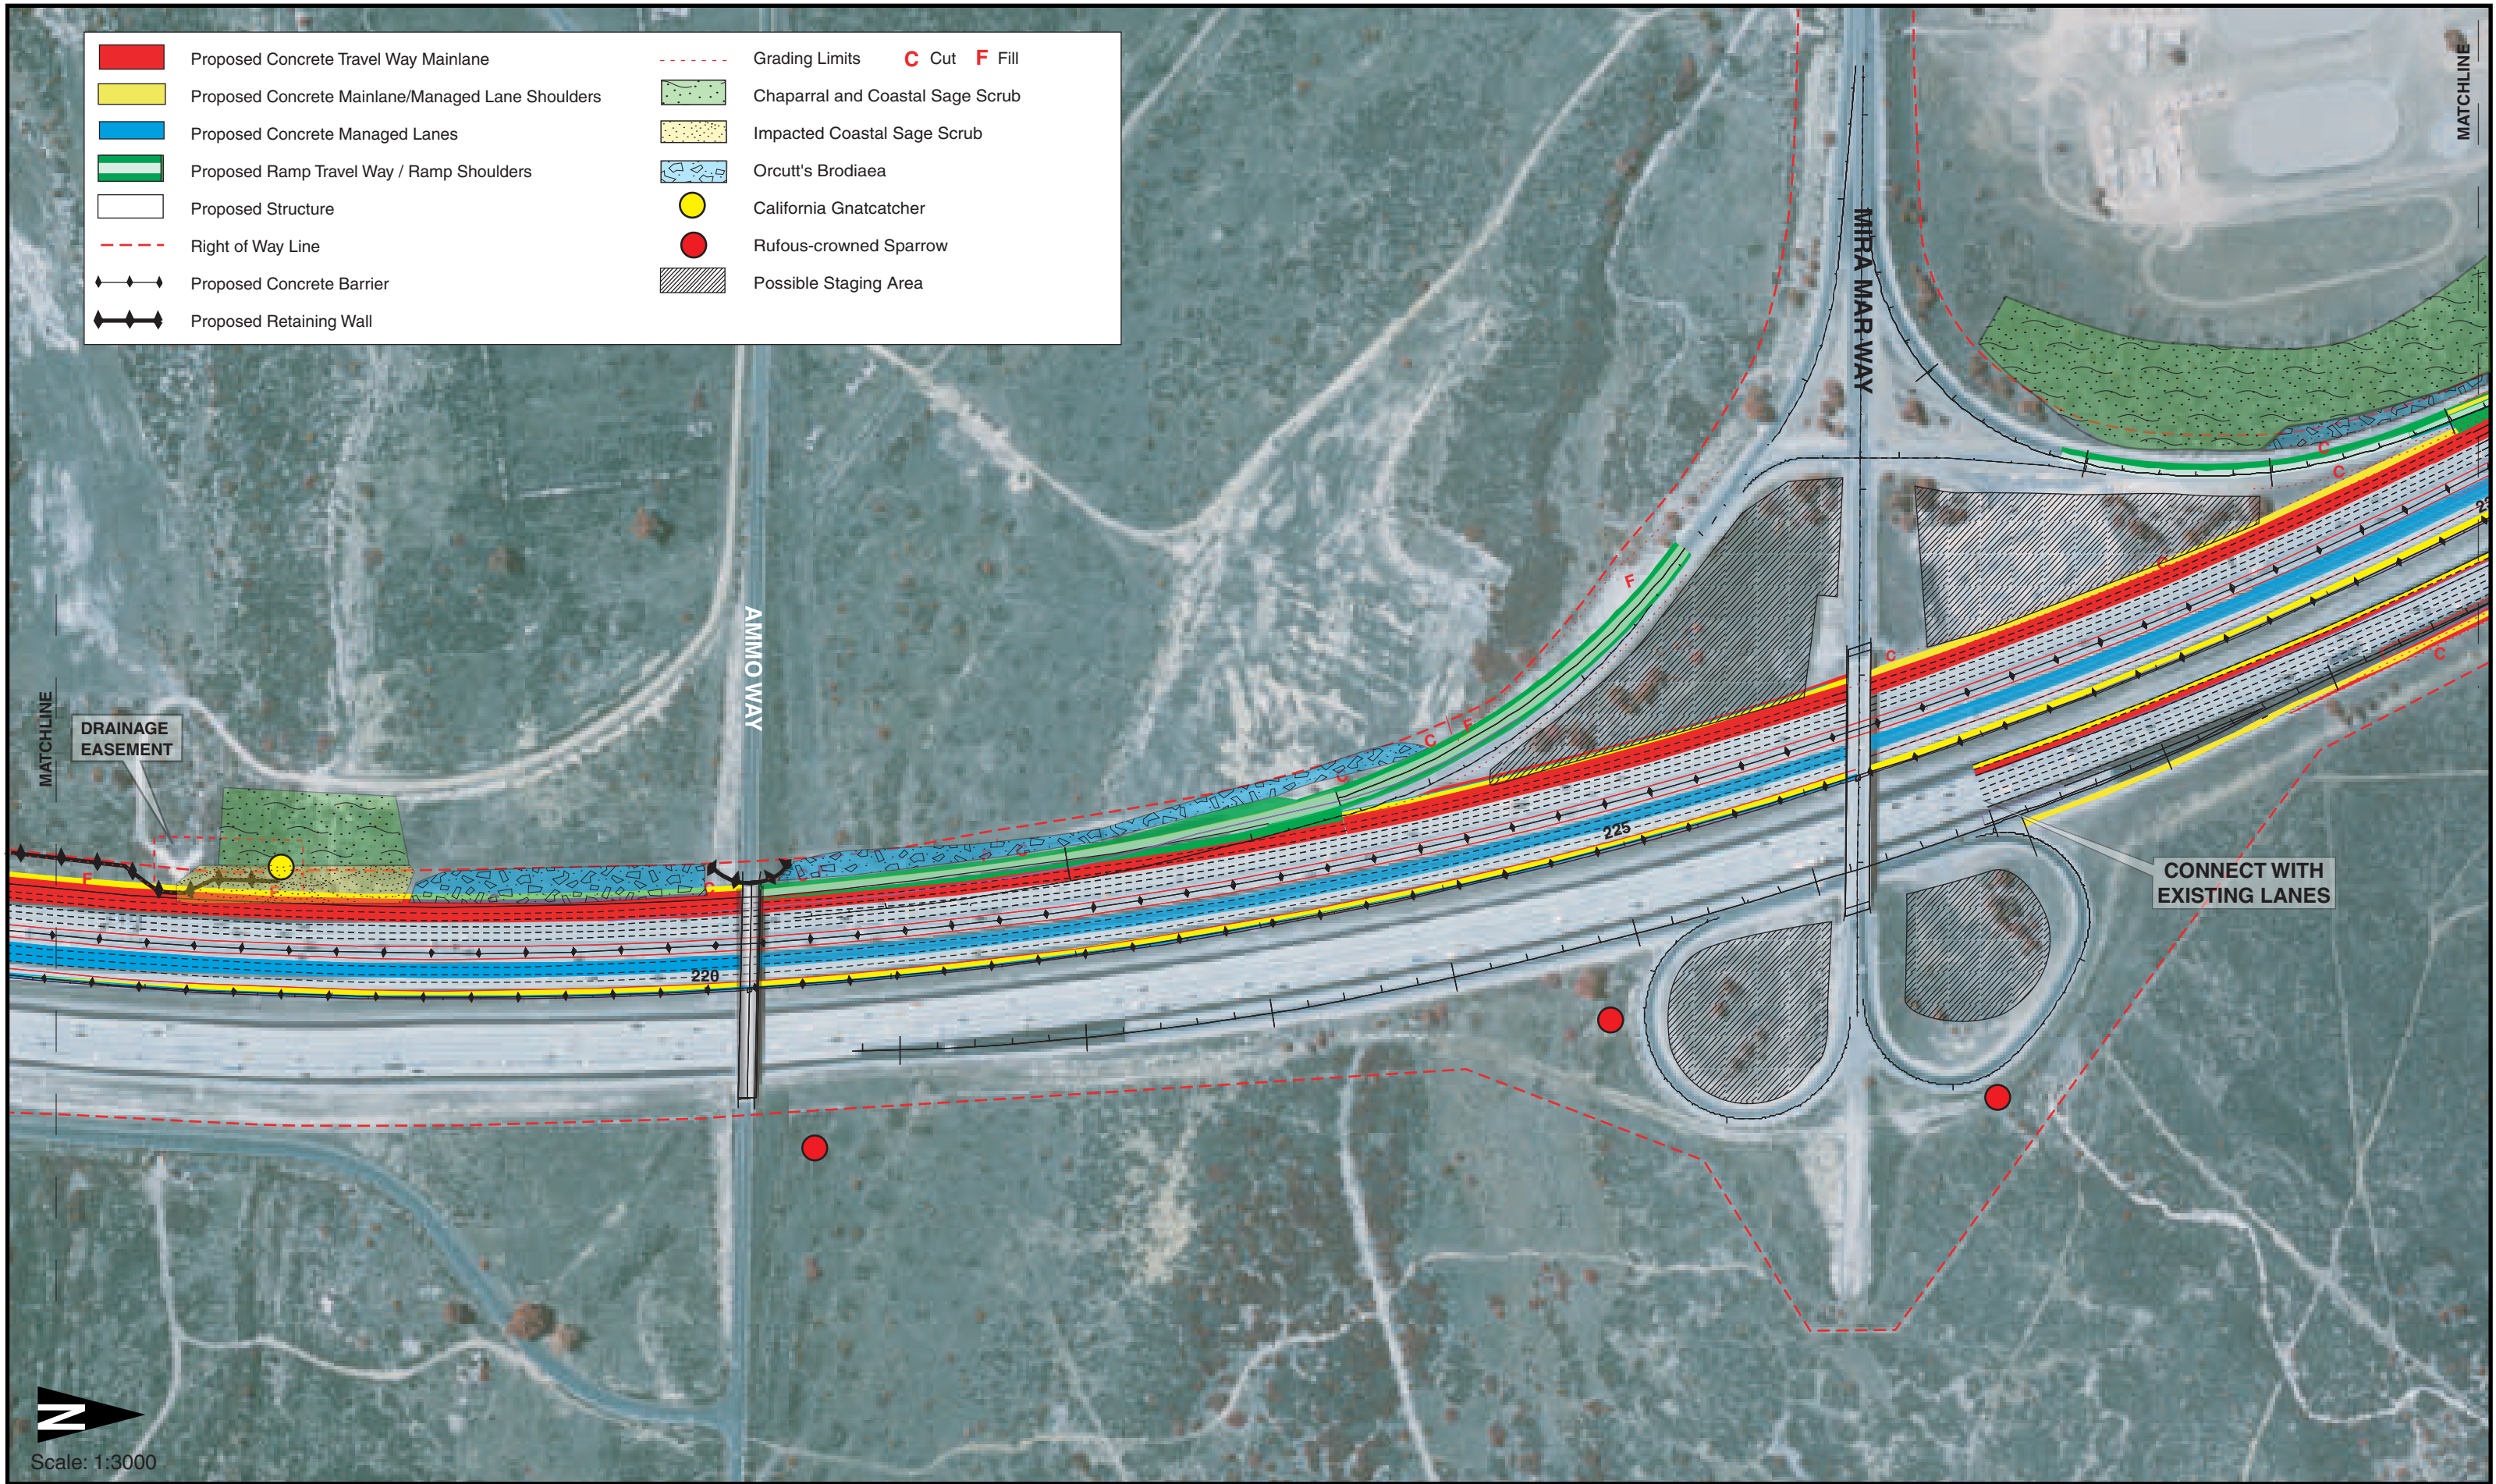 Proposed Concrete Travel Way Mainlane
Proposed Concrete Mainlane/Managed Lane Shoulders
Proposed Concrete Managed Lanes
Proposed Ramp Travel Way / Ramp Shoulders
Proposed Structure
Right of Way Line
Proposed Concrete Barrier
Proposed Retaining Wall
Grading Limits C Cut F Fill
Chaparral and Coastal Sage Scrub
Impacted Coastal Sage Scrub
Orcutt's Brodiaea
California Gnatcatcher
Rufous-crowned Sparrow
Possible Staging Area
MATCHLINE
MIRA MAR WAY
AMMO WAY
MATCHLINE
DRAINAGE
EASEMENT
F
F
C
C
C
C
C
F
F
C
C
C
C
C
220
225
CONNECT WITH
EXISTING LANES
N
Scale: 1:3000